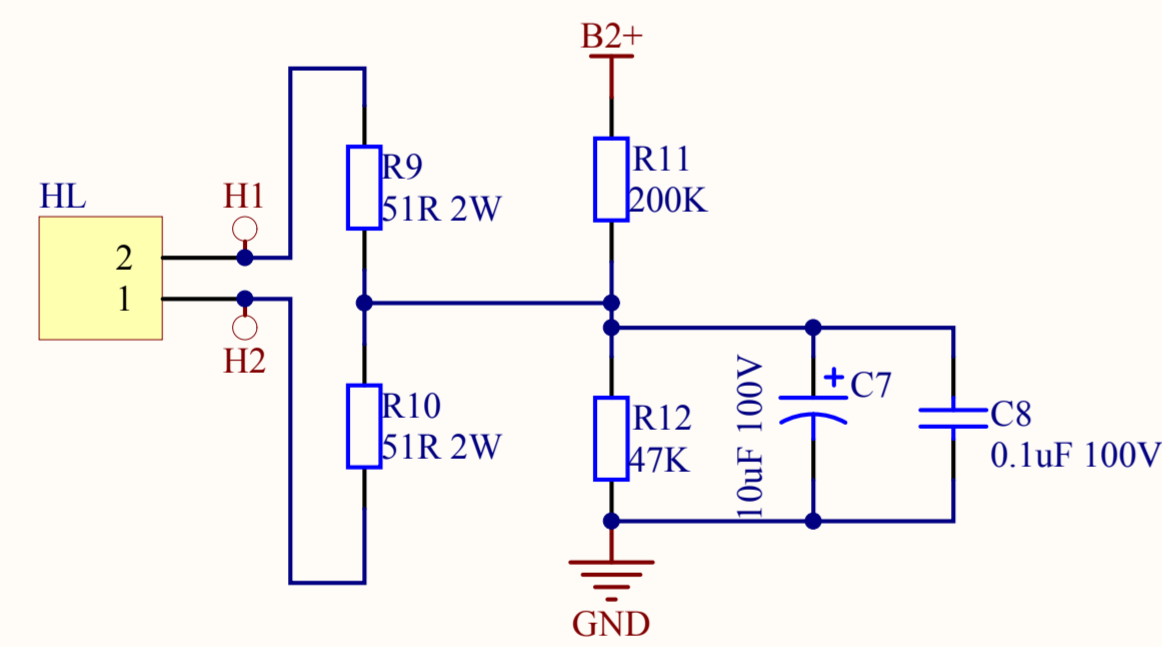 B2+
HL
H1
2
1
H2
R9
51R 2W
R10
51R 2W
R11
200K
R12
47K
10uF 100V
+
C7
C8
0.1uF 100V
GND